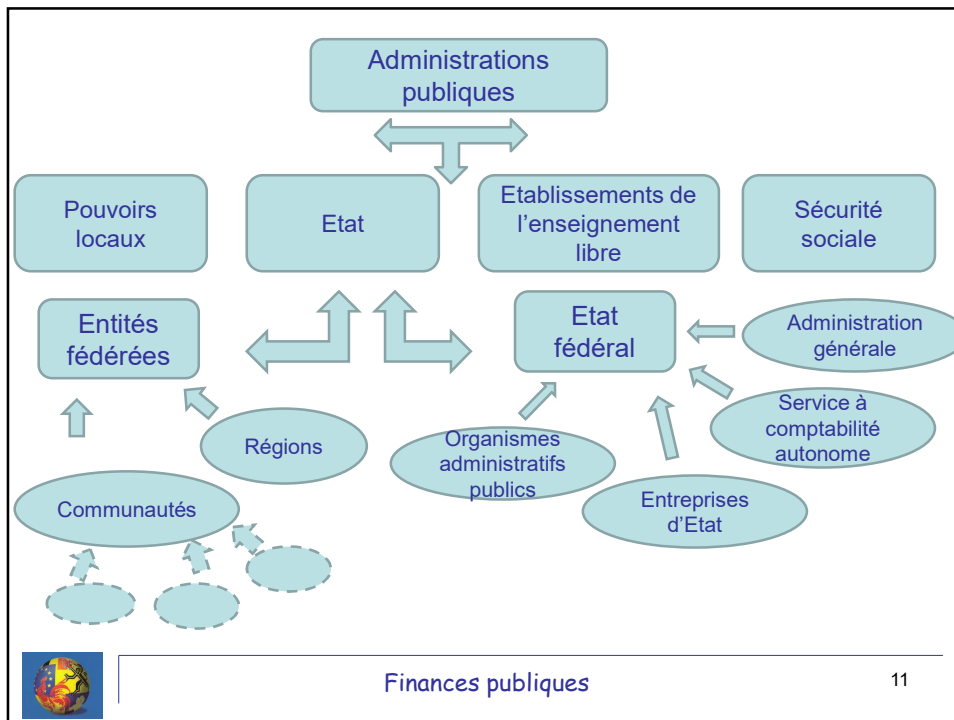 Administrations
publiques
Pouvoirs
locaux
Etat
Etablissements de
l'enseignement
libre
Sécurité
sociale
Entités
fédérées
Etat
fédéral
Administration
générale
Régions
Organismes
administratifs
publics
Service à
comptabilité
autonome
Communautés
Entreprises
d'Etat
Finances publiques
11